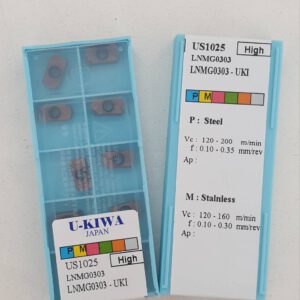 US1025 High
LNMG0303
LNMG0303 - UKI
P M
P : Steel
Vc : 120 - 200 m/min
f : 0.10 - 0.35 mm/rev
Ap :
M : Stainless
Vc : 120 - 160 m/min
f : 0.10 - 0.30 mm/rev
Ap :
U-KIWA
JAPAN
P M
US1025 High
LNMG0303
LNMG0303 - UKI